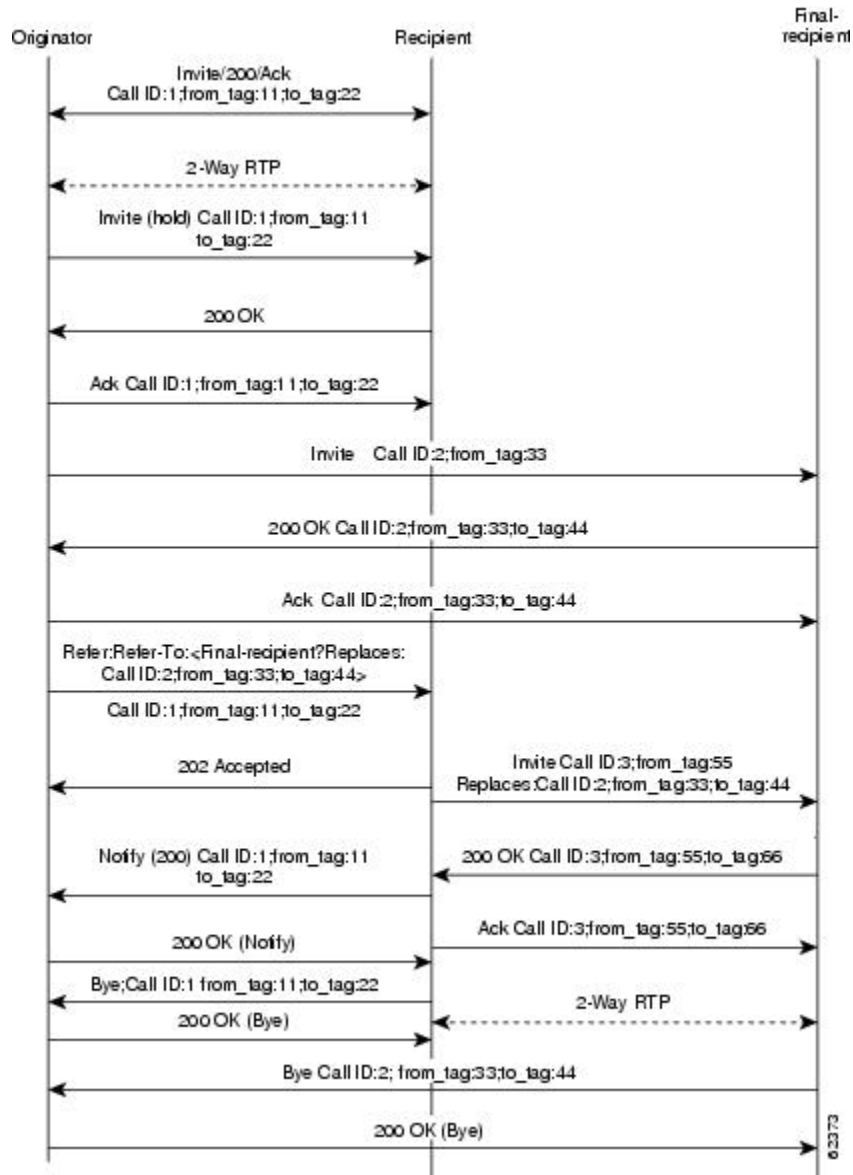 Originator
Recipient
Final-
recipient
Invite/200/Ack
Call ID:1;from_tag:11;to_tag:22
2-Way RTP
Invite (hold) Call ID:1;from_tag:11
to_tag:22
200 OK
Ack Call ID:1;from_tag:11;to_tag:22
Invite Call ID:2;from_tag:33
200 OK Call ID:2;from_tag:33;to_tag:44
Ack Call ID:2;from_tag:33;to_tag:44
Refer:Refer-To:<Final-recipient?Replaces:
Call ID:2;from_tag:33;to_tag:44>
Call ID:1;from_tag:11;to_tag:22
202 Accepted
Invite Call ID:3;from_tag:55
Replaces:Call ID:2;from_tag:33;to_tag:44
Notify (200) Call ID:1;from_tag:11
to_tag:22
200 OK Call ID:3;from_tag:55;to_tag:66
200 OK (Notify)
Ack Call ID:3;from_tag:55;to_tag:66
Bye;Call ID:1 from_tag:11;to_tag:22
2-Way RTP
200 OK (Bye)
Bye Call ID:2; from_tag:33;to_tag:44
200 OK (Bye)
62373